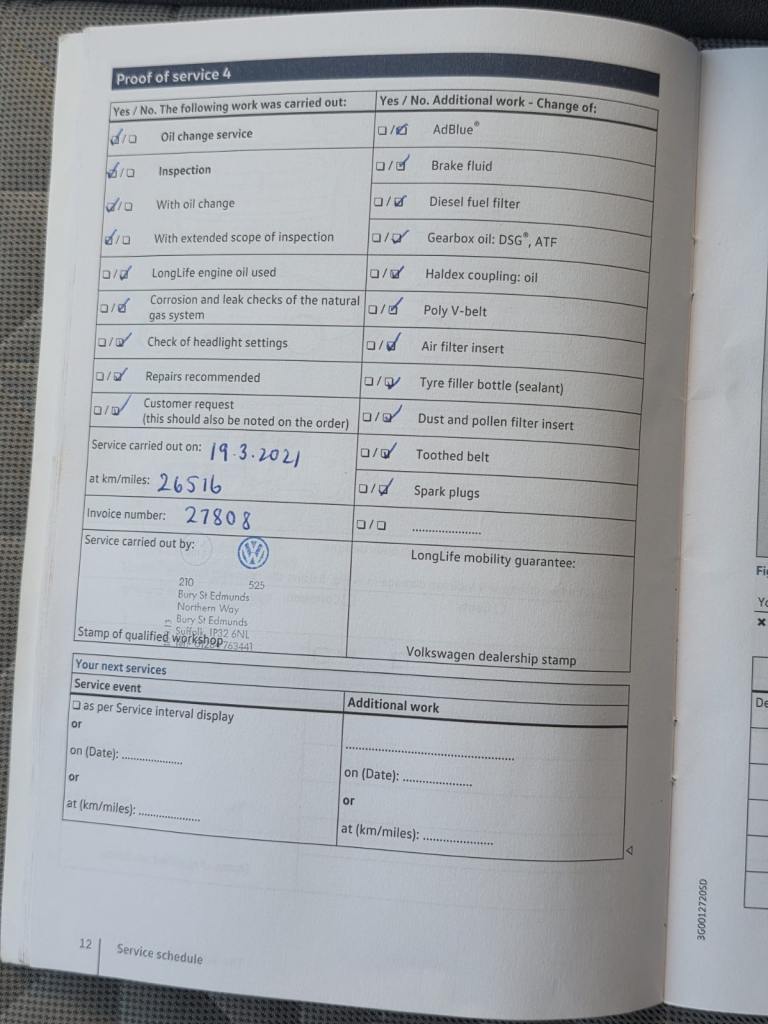 Proof of service 4
Yes / No. The following work was carried out:
☑/☐ Oil change service
☑/☐ Inspection
☑/☐ With oil change
☑/☐ With extended scope of inspection
☐/☑ LongLife engine oil used
☐/☑ Corrosion and leak checks of the natural
gas system
☐/☑ Check of headlight settings
☐/☑ Repairs recommended
☐/☑ Customer request
(this should also be noted on the order)
Service carried out on: 19.3.2021
at km/miles: 26516
Invoice number: 27808
Service carried out by:
210 525
Bury St Edmunds
Northern Way
Bury St Edmunds
Suffolk, IP32 6NL
763441
Stamp of qualified workshop
Yes / No. Additional work - Change of:
☐/☑ AdBlue®
☐/☑ Brake fluid
☐/☑ Diesel fuel filter
☐/☑ Gearbox oil: DSG®, ATF
☐/☑ Haldex coupling: oil
☐/☑ Poly V-belt
☐/☑ Air filter insert
☐/☑ Tyre filler bottle (sealant)
☐/☑ Dust and pollen filter insert
☐/☑ Toothed belt
☐/☑ Spark plugs
☐/☐ ....................
LongLife mobility guarantee:
Volkswagen dealership stamp
Your next services
Service event
☐ as per Service interval display
or
on (Date): ..................
or
at (km/miles): ..................
Additional work
..................................................
on (Date): ....................
or
at (km/miles): ....................
12 Service schedule
3G0012720SD
Yo
De